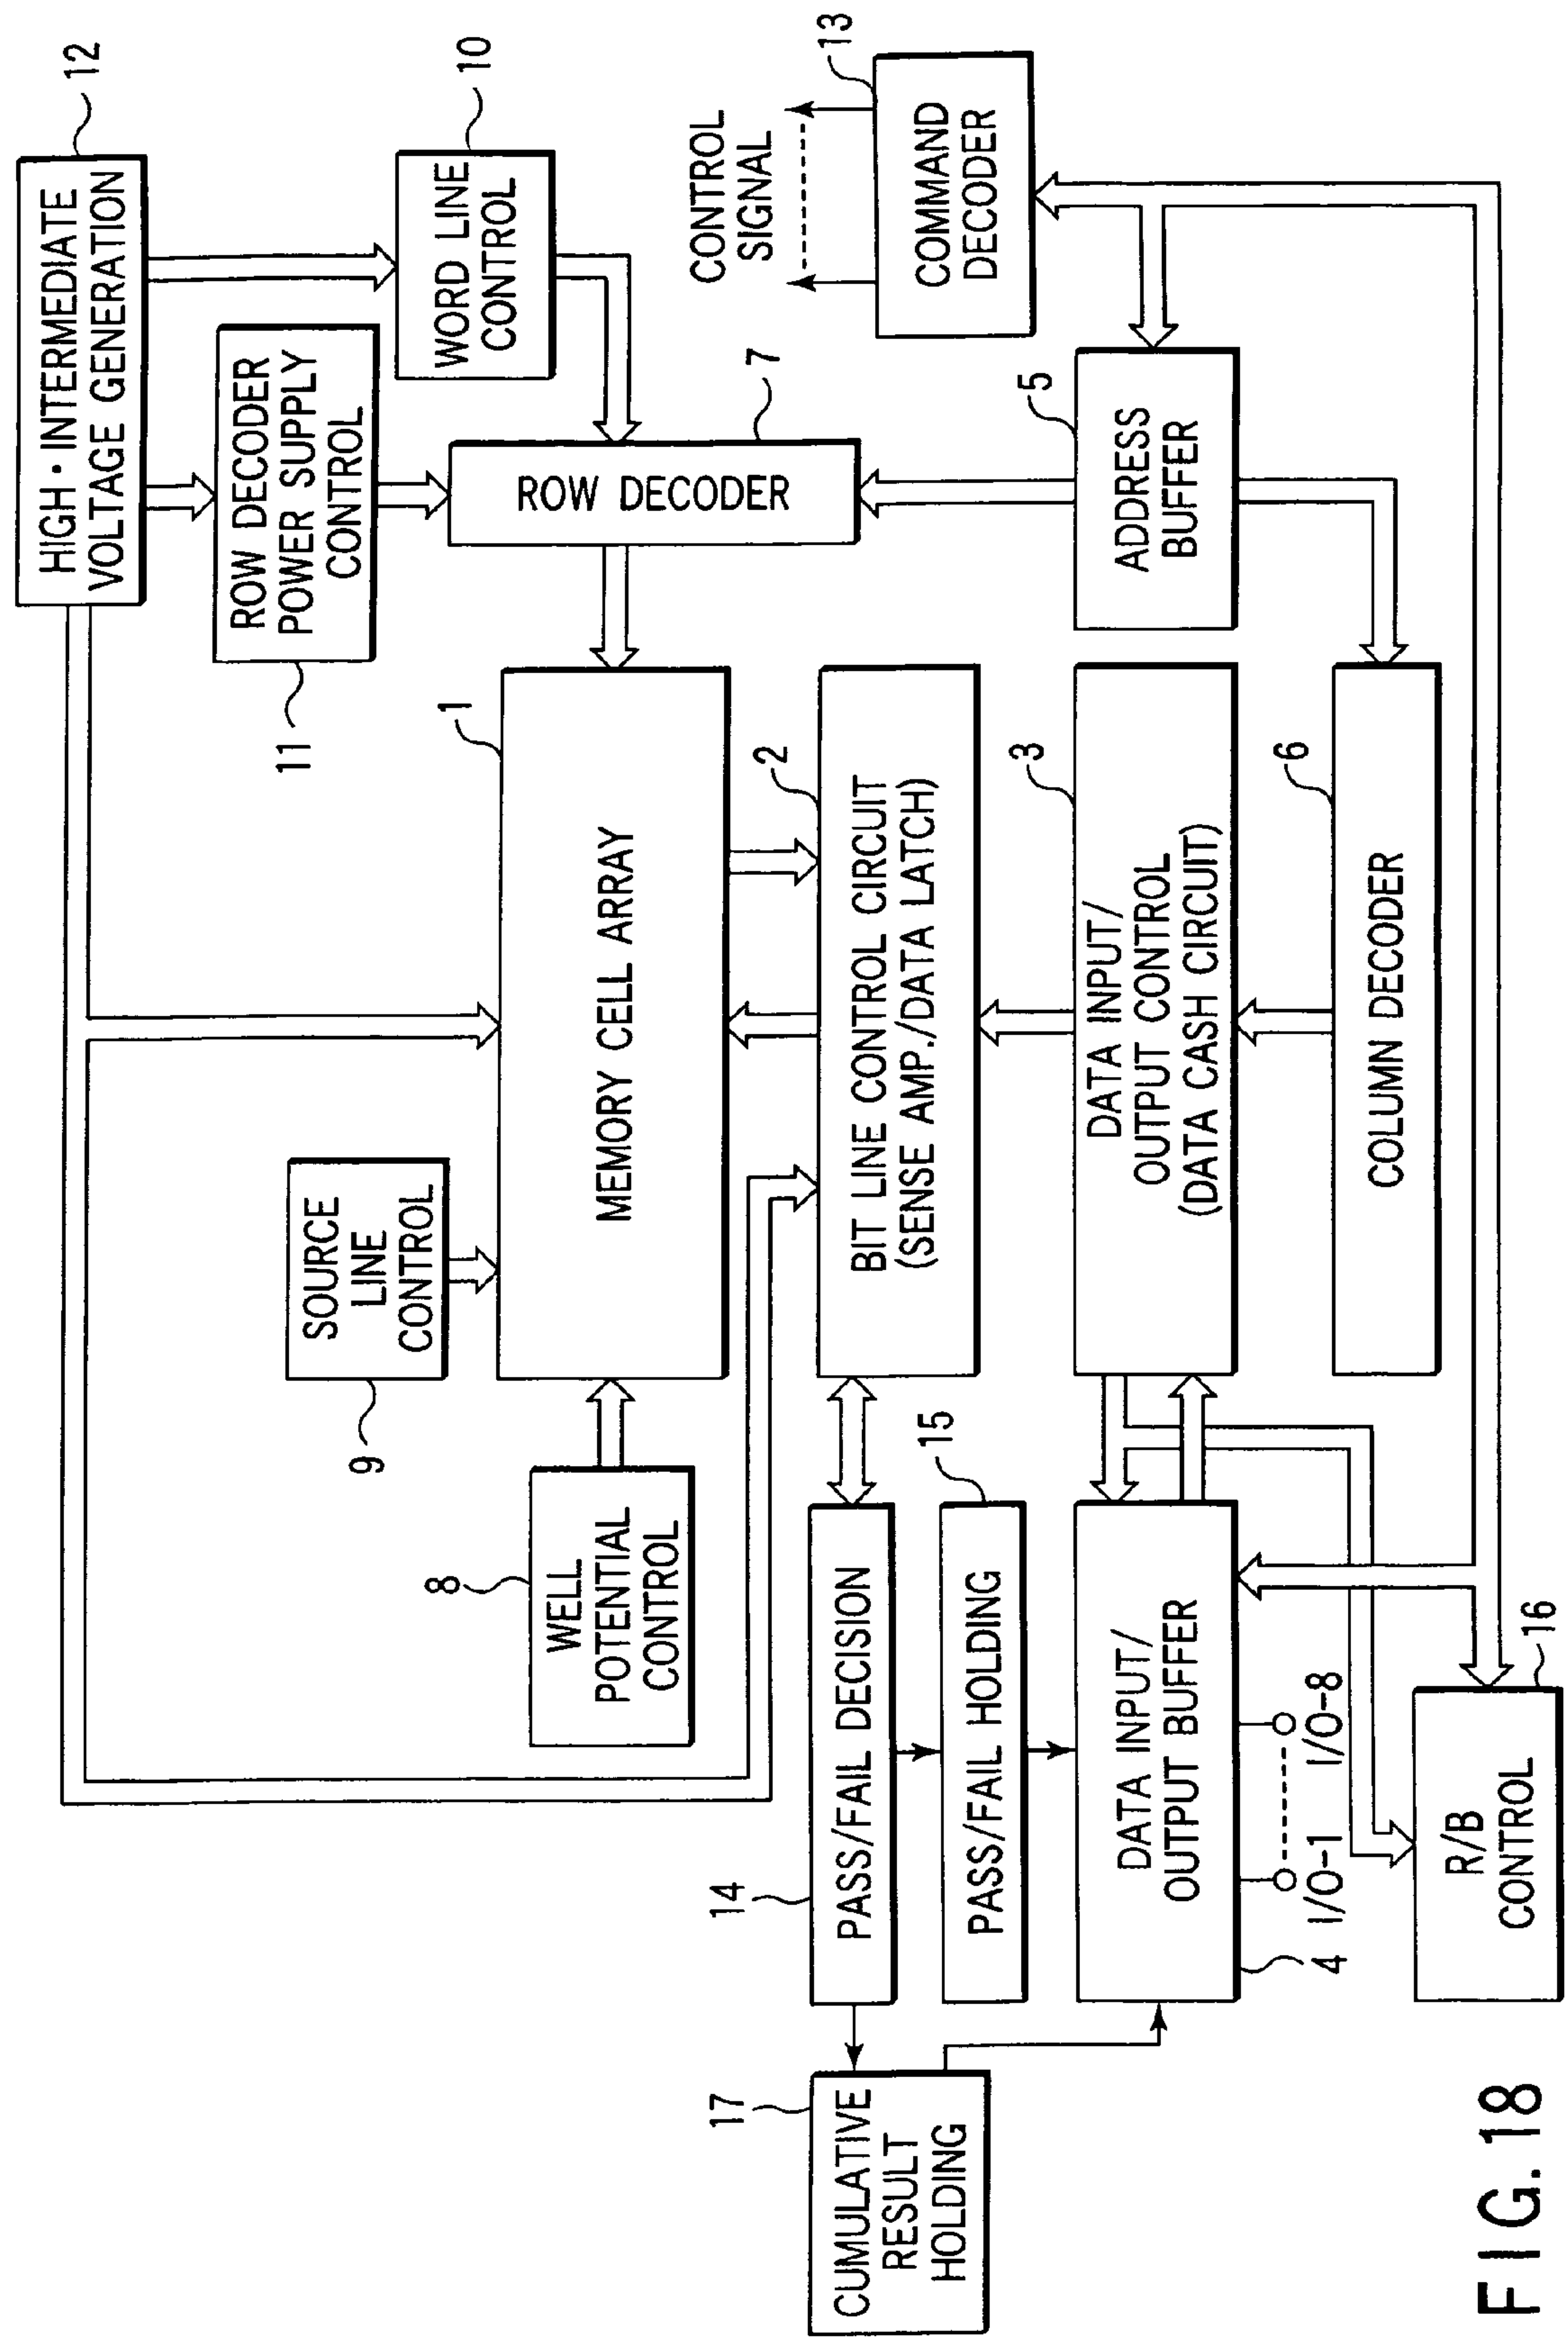 HIGH・INTERMEDIATE
VOLTAGE GENERATION
12
ROW DECODER
POWER SUPPLY
CONTROL
11
WORD LINE
CONTROL
10
SOURCE
LINE
CONTROL
9
WELL
POTENTIAL
CONTROL
8
MEMORY CELL ARRAY
1
ROW DECODER
7
CONTROL
SIGNAL
COMMAND
DECODER
13
BIT LINE CONTROL CIRCUIT
(SENSE AMP./DATA LATCH)
2
PASS/FAIL DECISION
14
CUMULATIVE
RESULT
HOLDING
17
PASS/FAIL HOLDING
15
DATA INPUT/
OUTPUT BUFFER
4
I/O-1
I/O-8
DATA INPUT/
OUTPUT CONTROL
(DATA CASH CIRCUIT)
3
ADDRESS
BUFFER
5
COLUMN DECODER
6
R/B
CONTROL
16
FIG. 18